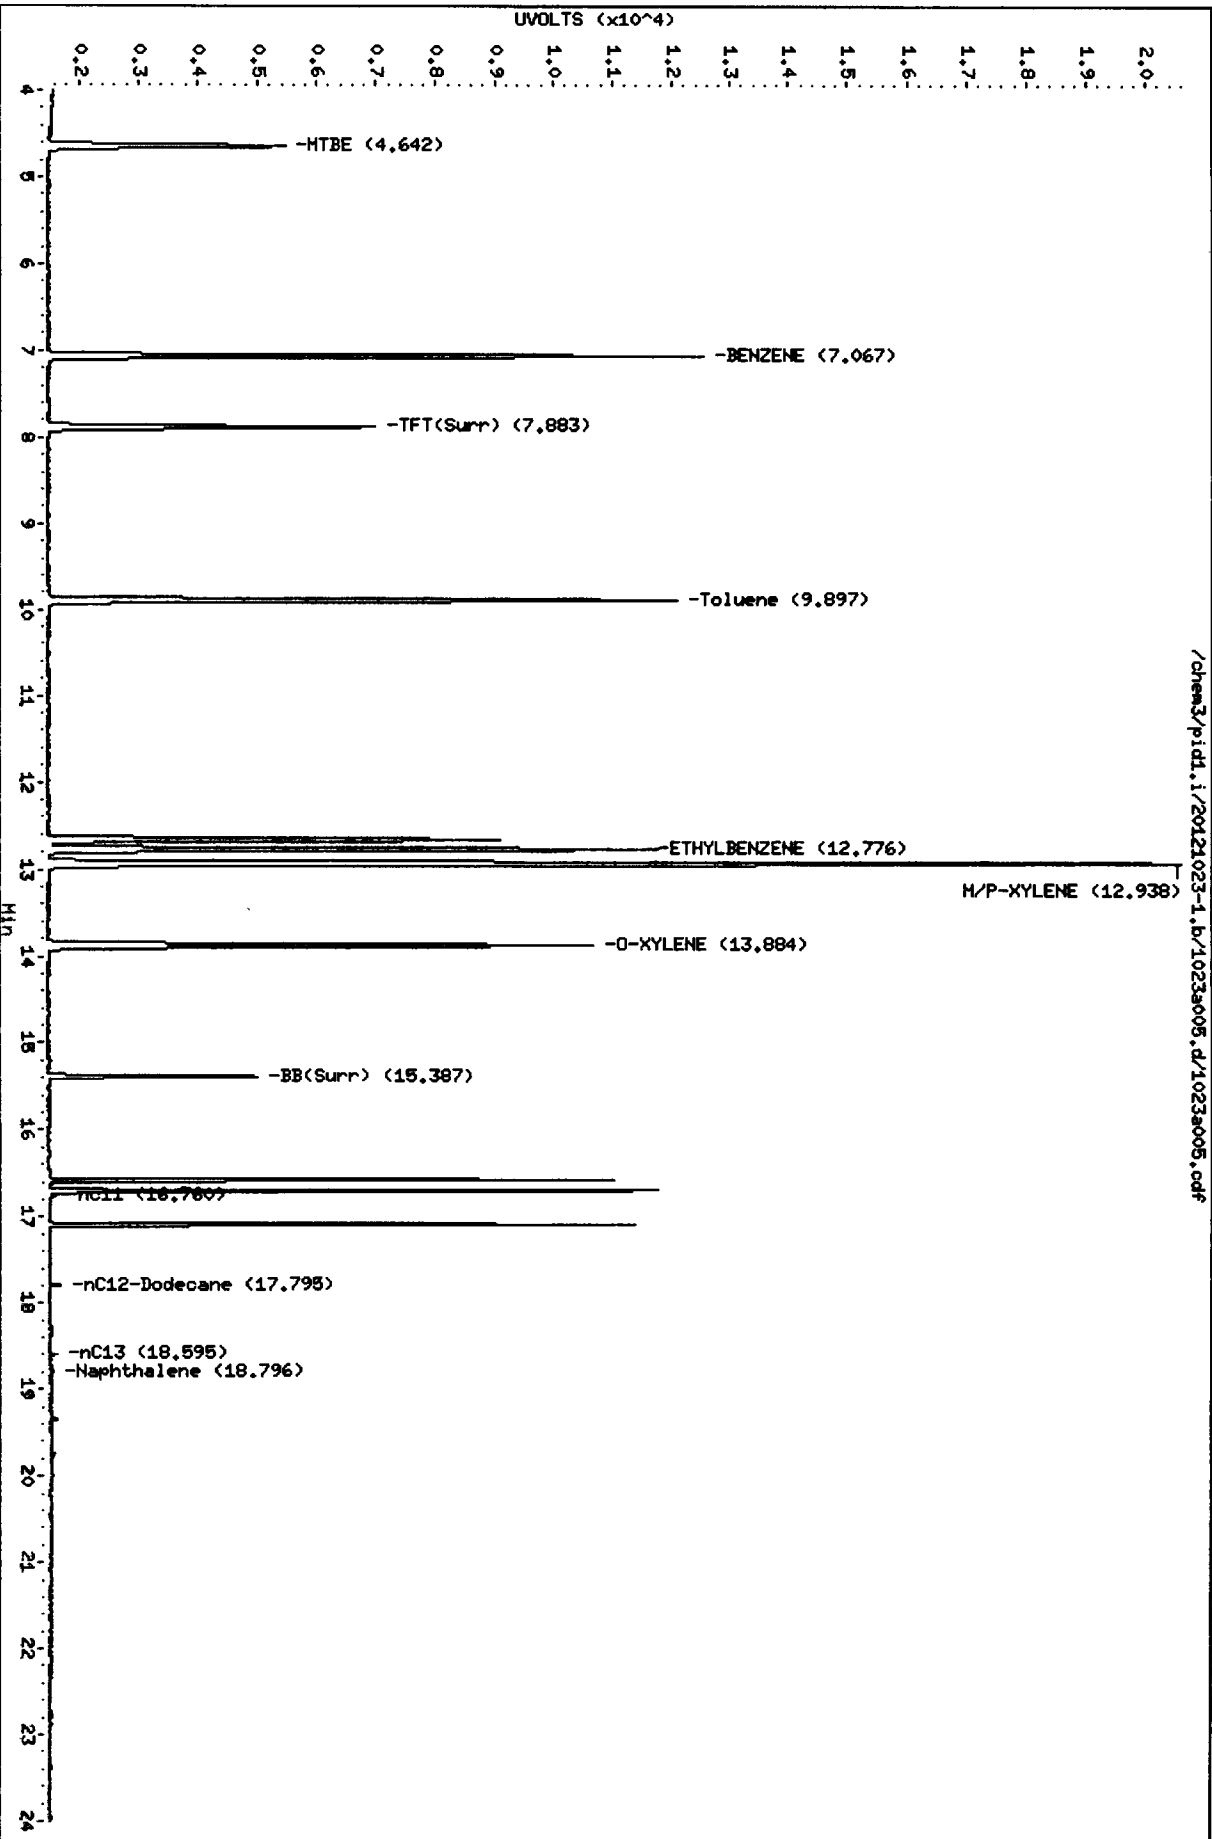 /chem3/pid1.i/20121023-1.b/1023a005.d/1023a005.cdf
UVOLTS (x10^4)
0.2
0.3
0.4
0.5
0.6
0.7
0.8
0.9
1.0
1.1
1.2
1.3
1.4
1.5
1.6
1.7
1.8
1.9
2.0
-MTBE (4.642)
-BENZENE (7.067)
-TFT(Surr) (7.883)
-Toluene (9.897)
-ETHYLBENZENE (12.776)
M/P-XYLENE (12.938)
-O-XYLENE (13.884)
-BB(Surr) (15.387)
-nC11 (16.760)
-nC12-Dodecane (17.795)
-nC13 (18.595)
-Naphthalene (18.796)
4
5
6
7
8
9
10
11
12
13
14
15
16
17
18
19
20
21
22
23
24
Min